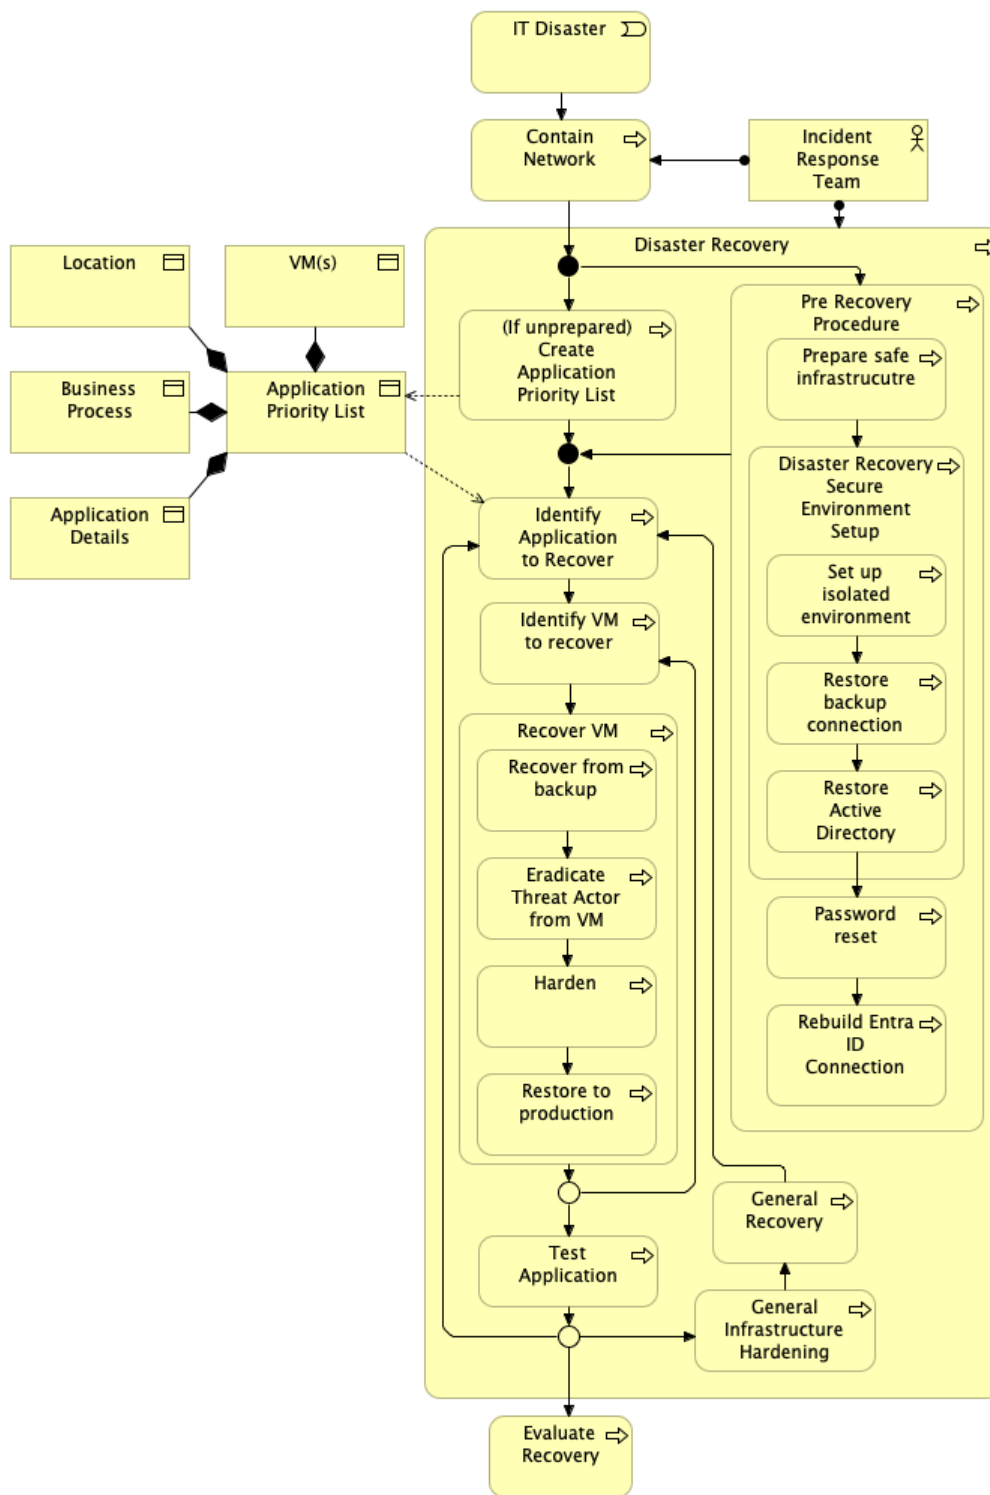 IT Disaster
Contain
Network
Incident
Response
Team
Disaster Recovery
Location
VM(s)
Business
Process
Application
Priority List
Application
Details
(If unprepared)
Create
Application
Priority List
Pre Recovery
Procedure
Prepare safe
infrastrucutre
Disaster Recovery
Secure
Environment
Setup
Set up
isolated
environment
Restore
backup
connection
Restore
Active
Directory
Password
reset
Rebuild Entra
ID
Connection
Identify
Application
to Recover
Identify VM
to recover
Recover VM
Recover from
backup
Eradicate
Threat Actor
from VM
Harden
Restore to
production
General
Recovery
Test
Application
General
Infrastructure
Hardening
Evaluate
Recovery